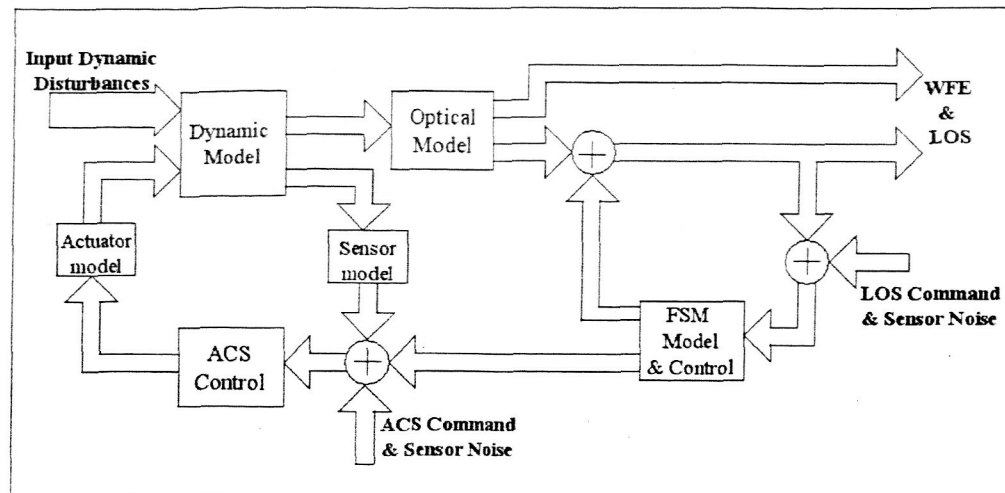 Input Dynamic
Disturbances
Dynamic
Model
Optical
Model
WFE
&
LOS
Actuator
model
Sensor
model
LOS Command
& Sensor Noise
FSM
Model
& Control
ACS
Control
ACS Command
& Sensor Noise